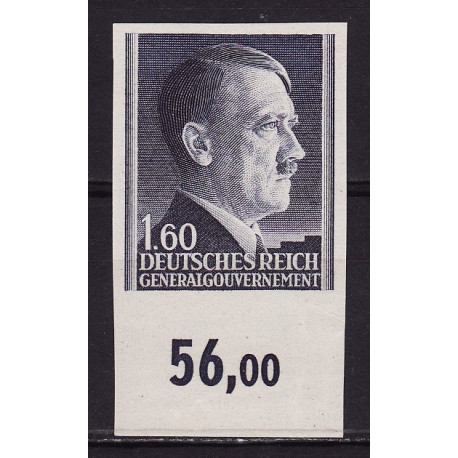 1.60
DEUTSCHES REICH
GENERALGOUVERNEMENT
56,00